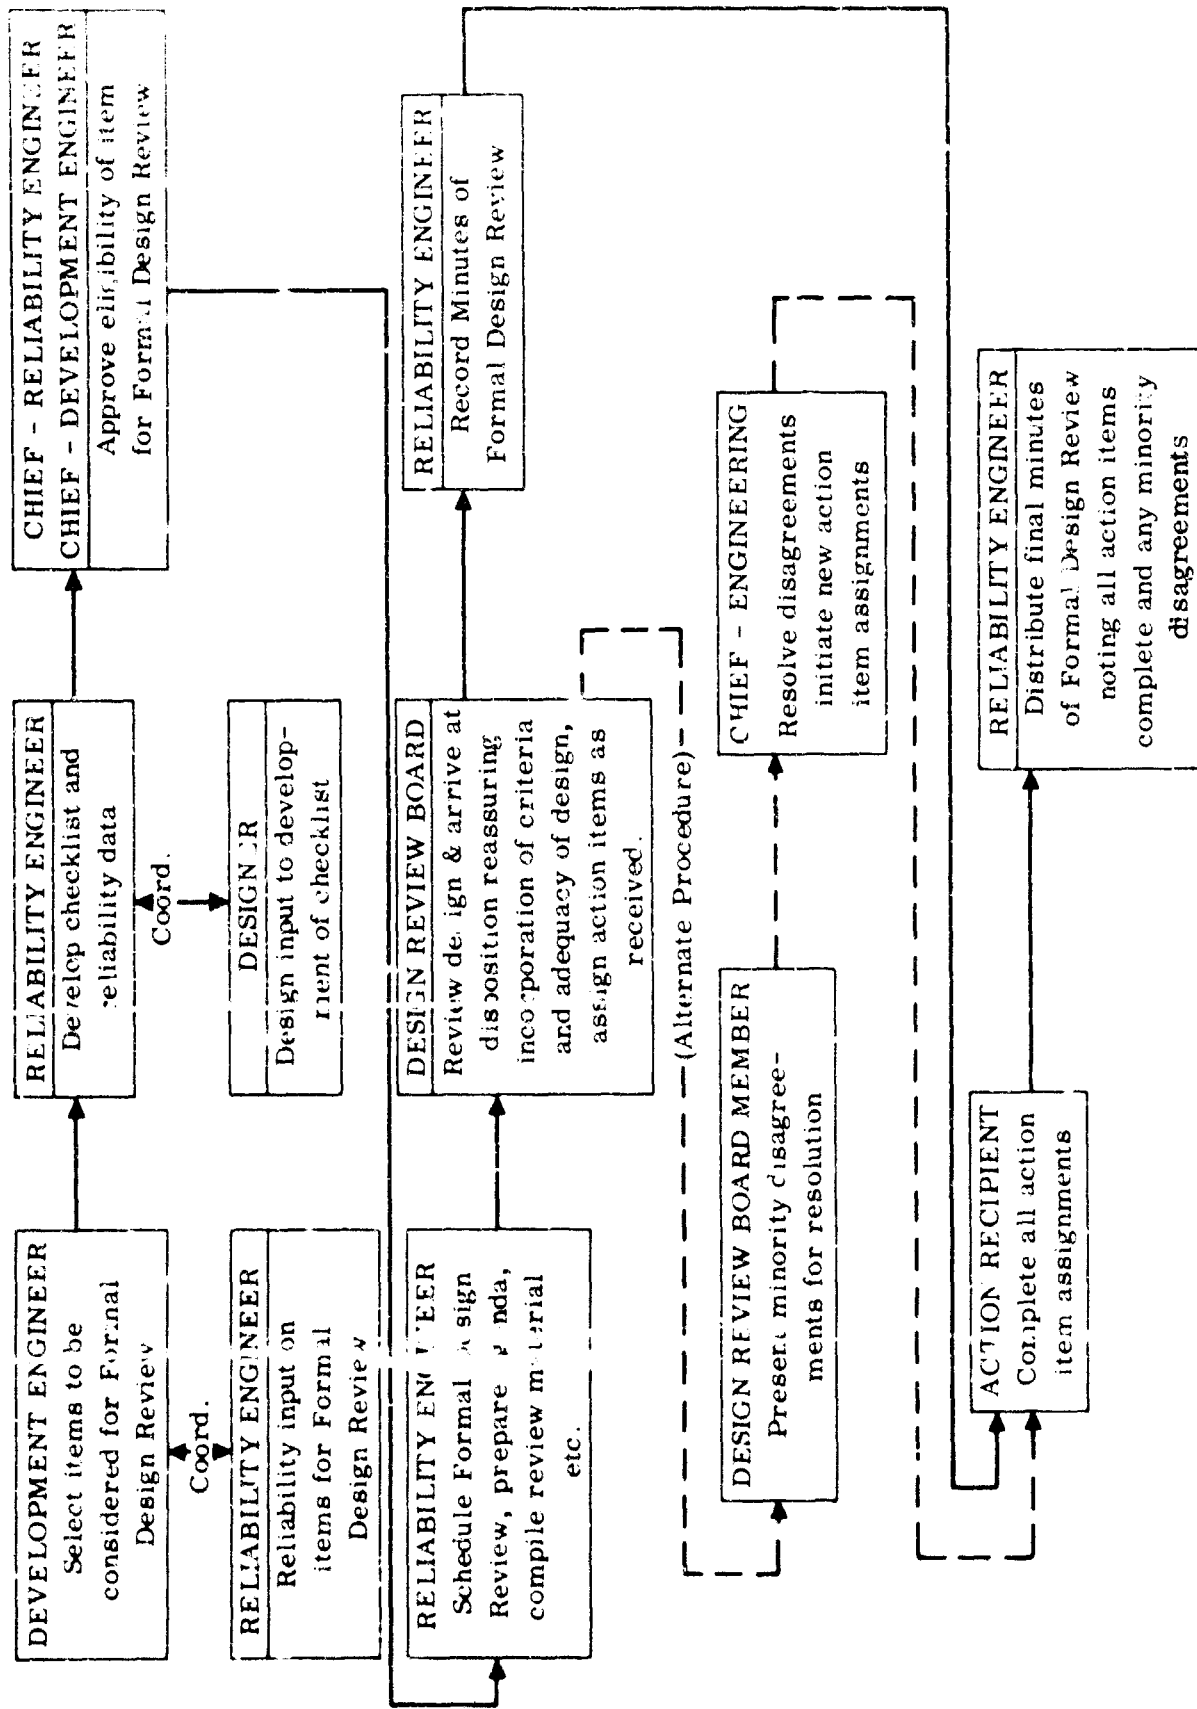 DEVELOPMENT ENGINEER
Select items to be
considered for Formal
Design Review
Coord.
RELIABILITY ENGINEER
Reliability input on
items for Formal
Design Review
RELIABILITY ENGINEER
Develop checklist and
reliability data
Coord.
DESIGNER
Design input to develop-
ment of checklist
CHIEF - RELIABILITY ENGINEER
CHIEF - DEVELOPMENT ENGINEER
Approve eligibility of item
for Formal Design Review
RELIABILITY ENGINEER
Schedule Formal Design
Review, prepare agenda,
compile review material
etc.
DESIGN REVIEW BOARD
Review design & arrive at
disposition reassuring
incorporation of criteria
and adequacy of design,
assign action items as
received.
RELIABILITY ENGINEER
Record Minutes of
Formal Design Review
(Alternate Procedure)
DESIGN REVIEW BOARD MEMBER
Present minority disagree-
ments for resolution
CHIEF - ENGINEERING
Resolve disagreements
initiate new action
item assignments
ACTION RECIPIENT
Complete all action
item assignments
RELIABILITY ENGINEER
Distribute final minutes
of Formal Design Review
noting all action items
complete and any minority
disagreements